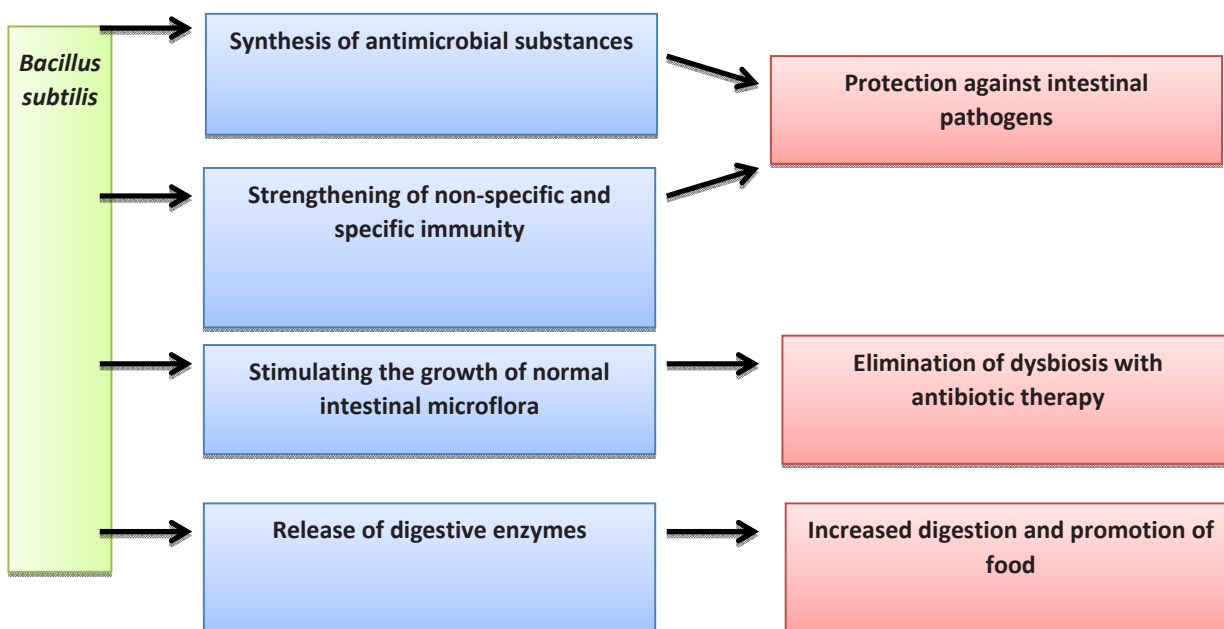 Bacillus
subtilis
Synthesis of antimicrobial substances
Protection against intestinal
pathogens
Strengthening of non-specific and
specific immunity
Stimulating the growth of normal
intestinal microflora
Elimination of dysbiosis with
antibiotic therapy
Release of digestive enzymes
Increased digestion and promotion of
food